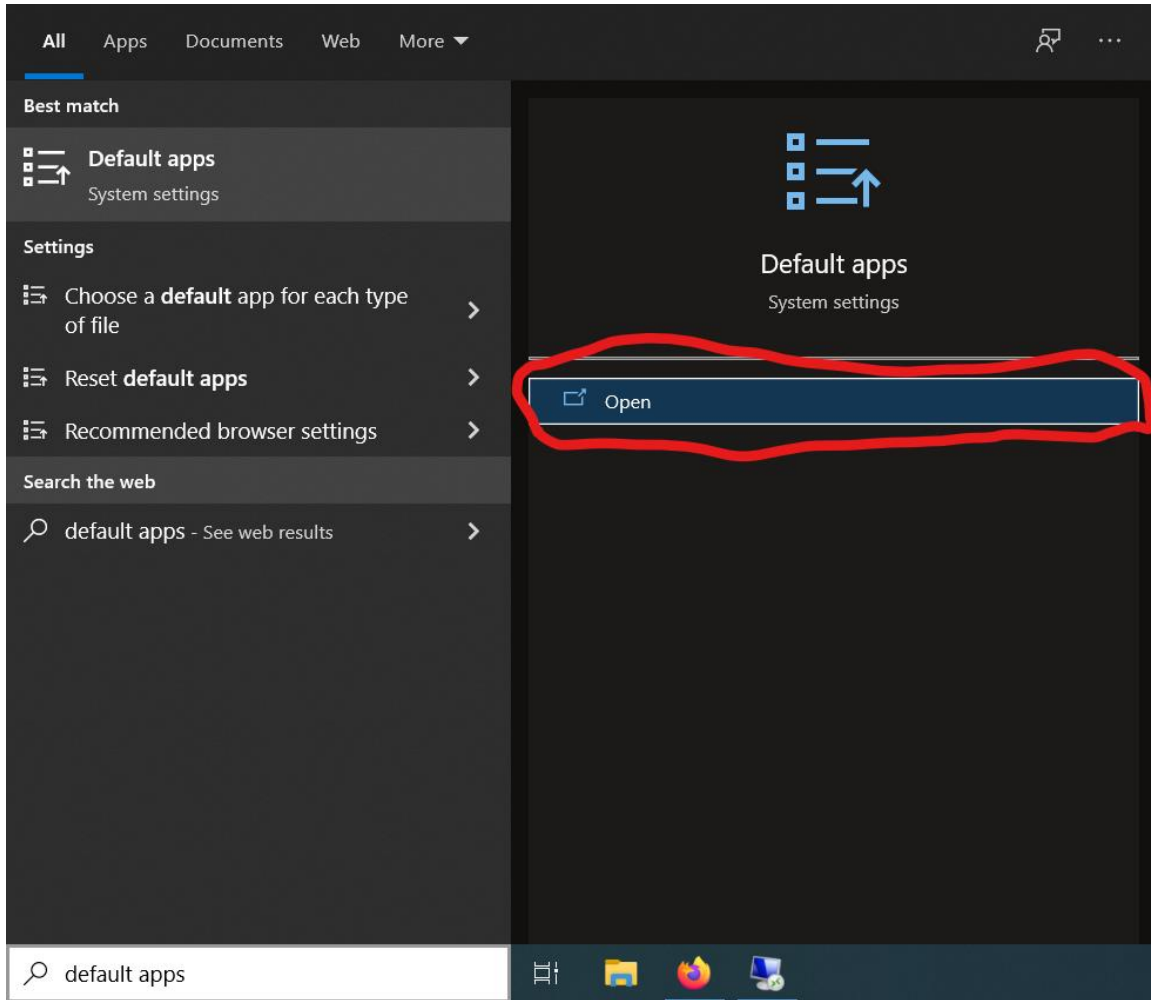 All Apps Documents Web More
Best match
Default apps
System settings
Settings
Choose a default app for each type
of file
Reset default apps
Recommended browser settings
Search the web
default apps - See web results
Default apps
System settings
Open
default apps